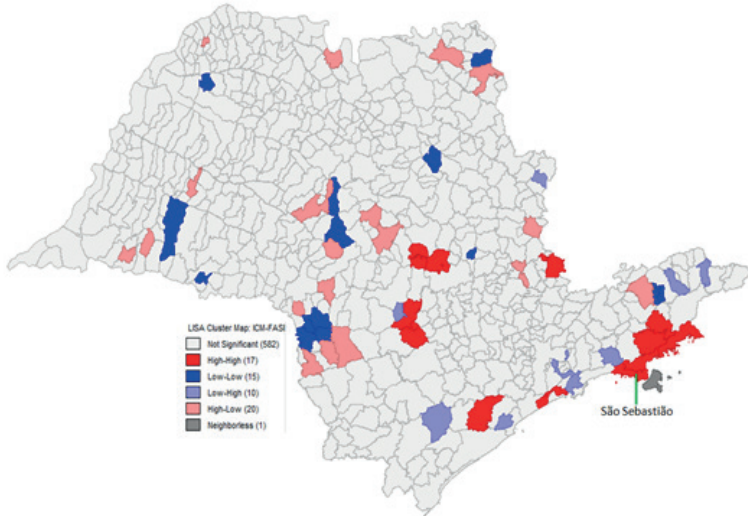 LISA Cluster Map: ICM-FASI
Not Significant (582)
High-High (17)
Low-Low (15)
Low-High (10)
High-Low (20)
Neighborless (1)
São Sebastião